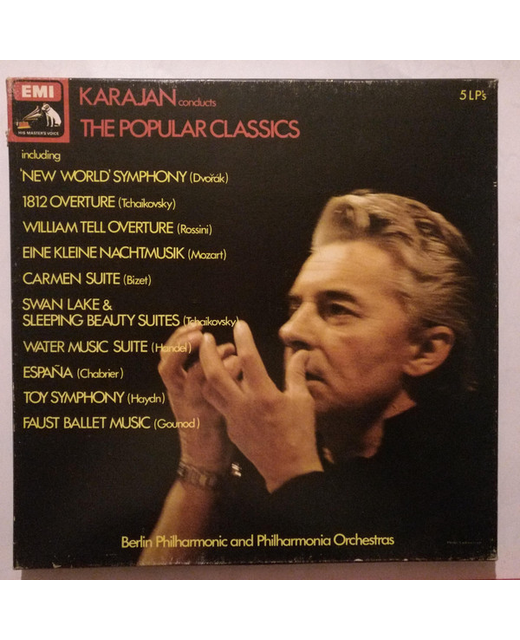 EMI
HIS MASTER'S VOICE
KARAJAN conducts
THE POPULAR CLASSICS
5 LP's
including
'NEW WORLD' SYMPHONY (Dvořák)
1812 OVERTURE (Tchaikovsky)
WILLIAM TELL OVERTURE (Rossini)
EINE KLEINE NACHTMUSIK (Mozart)
CARMEN SUITE (Bizet)
SWAN LAKE &
SLEEPING BEAUTY SUITES (Tchaikovsky)
WATER MUSIC SUITE (Handel)
ESPAÑA (Chabrier)
TOY SYMPHONY (Haydn)
FAUST BALLET MUSIC (Gounod)
Berlin Philharmonic and Philharmonia Orchestras